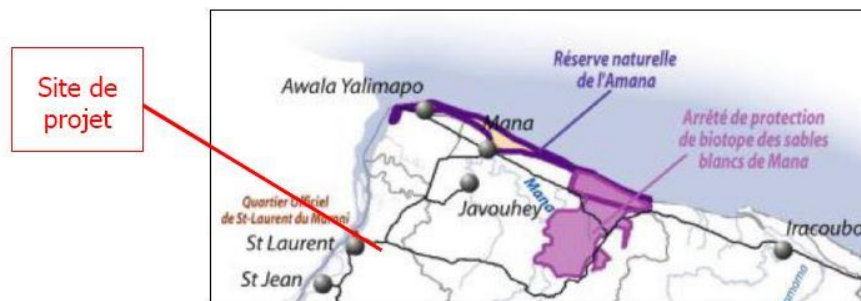 Site de
projet
Réserve naturelle
de l'Amana
Awala Yalimapo
Mana
Arrêté de protection
de biotope des sables
blancs de Mana
Mana
Javouhey
Quartier Officiel
de St-Laurent du Maroni
St Laurent
Iracoubo
St Jean